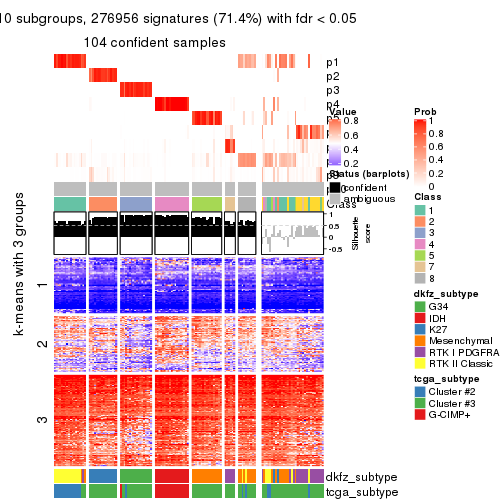 10 subgroups, 276956 signatures (71.4%) with fdr < 0.05
104 confident samples
p1
p2
p3
p4
Value
0.8
0.6
0.4
0.2
Prob
1
0.8
0.6
0.4
0.2
0
Status (barplots)
confident
ambiguous
Class
Class
1
2
3
4
5
6
7
8
1
0.5
0
-0.5
Silhouette
score
k-means with 3 groups
1
2
3
dkfz_subtype
G34
IDH
K27
Mesenchymal
RTK I PDGFRA
RTK II Classic
tcga_subtype
Cluster #2
Cluster #3
G-CIMP+
dkfz_subtype
tcga_subtype